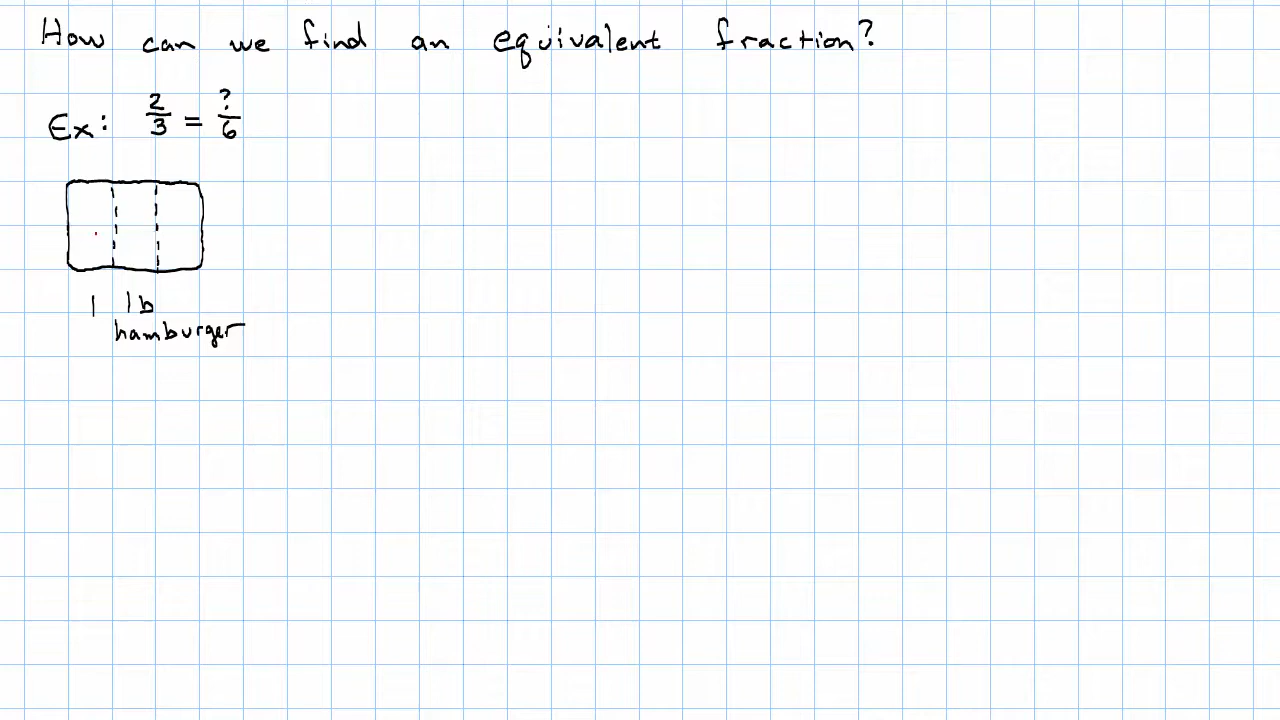 How can we find an equivalent fraction?
Ex: 2/3 = ?/6
1 lb
hamburger